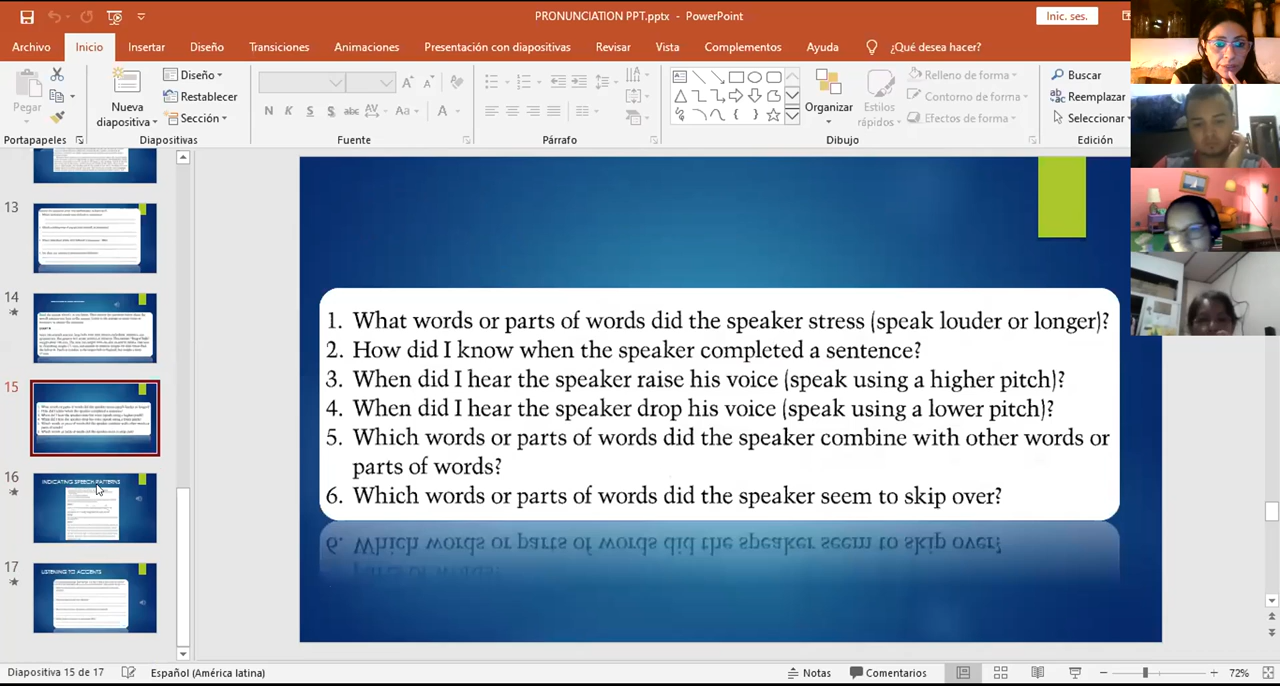 PRONUNCIATION PPT.pptx - PowerPoint
Inic. ses.
Archivo Inicio Insertar Diseño Transiciones Animaciones Presentación con diapositivas Revisar Vista Complementos Ayuda ¿Qué desea hacer?
Pegar
Nueva diapositiva
Diseño
Restablecer
Sección
N K S S abc AV Aa A
Organizar
Estilos rápidos
Relleno de forma
Contorno de forma
Efectos de forma
Buscar
Reemplazar
Seleccionar
Portapapeles Diapositivas Fuente Párrafo Dibujo Edición
13
14
15
16
INDICATING SPEECH PATTERNS
17
LISTENING TO ACCENTS
1. What words or parts of words did the speaker stress (speak louder or longer)?
2. How did I know when the speaker completed a sentence?
3. When did I hear the speaker raise his voice (speak using a higher pitch)?
4. When did I hear the speaker drop his voice (speak using a lower pitch)?
5. Which words or parts of words did the speaker combine with other words or
parts of words?
6. Which words or parts of words did the speaker seem to skip over?
Diapositiva 15 de 17 Español (América latina) Notas Comentarios 72%